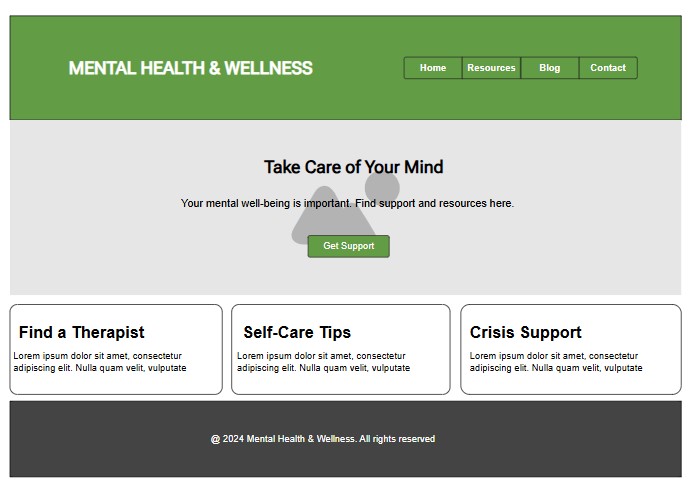 MENTAL HEALTH & WELLNESS
Home
Resources
Blog
Contact
Take Care of Your Mind
Your mental well-being is important. Find support and resources here.
Get Support
Find a Therapist
Lorem ipsum dolor sit amet, consectetur
adipiscing elit. Nulla quam velit, vulputate
Self-Care Tips
Lorem ipsum dolor sit amet, consectetur
adipiscing elit. Nulla quam velit, vulputate
Crisis Support
Lorem ipsum dolor sit amet, consectetur
adipiscing elit. Nulla quam velit, vulputate
@ 2024 Mental Health & Wellness. All rights reserved